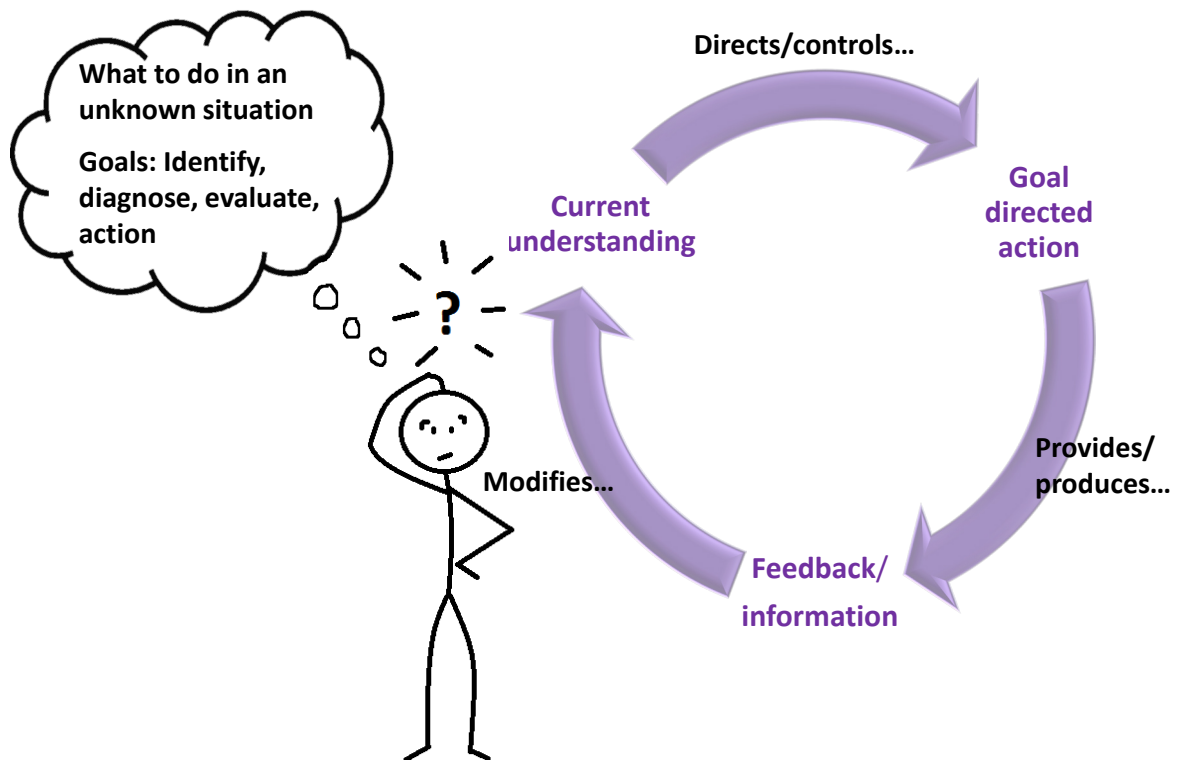 What to do in an
unknown situation
Goals: Identify,
diagnose, evaluate,
action
?
Directs/controls…
Current
understanding
Goal
directed
action
Modifies…
Provides/
produces…
Feedback/
information